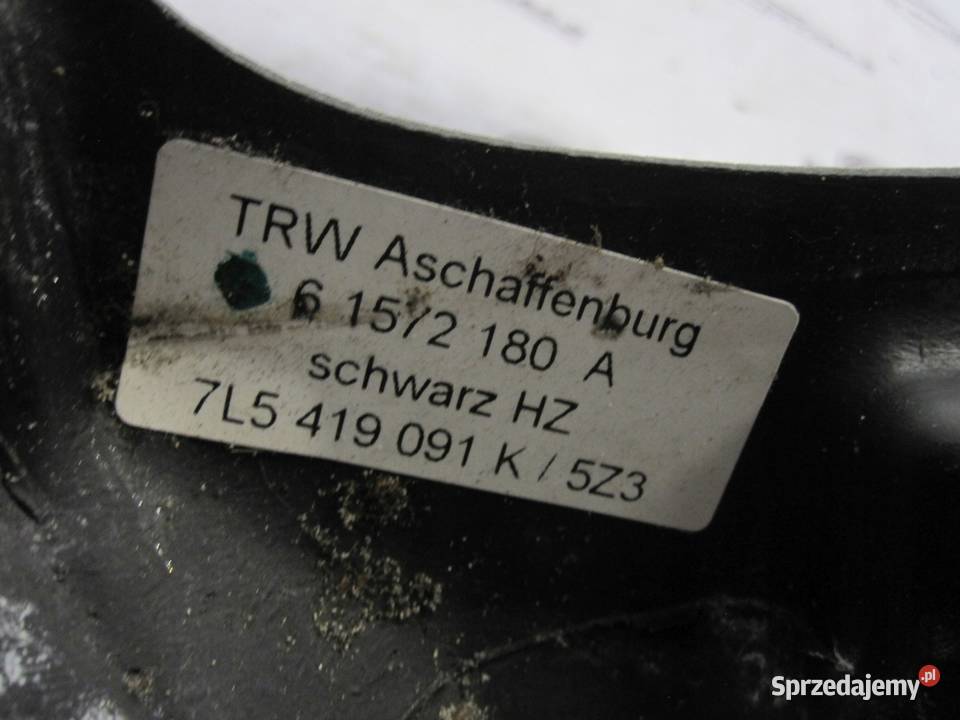 TRW Aschaffenburg
6 1572 180 A
schwarz HZ
7L5 419 091 K / 5Z3
Sprzedajemy.pl